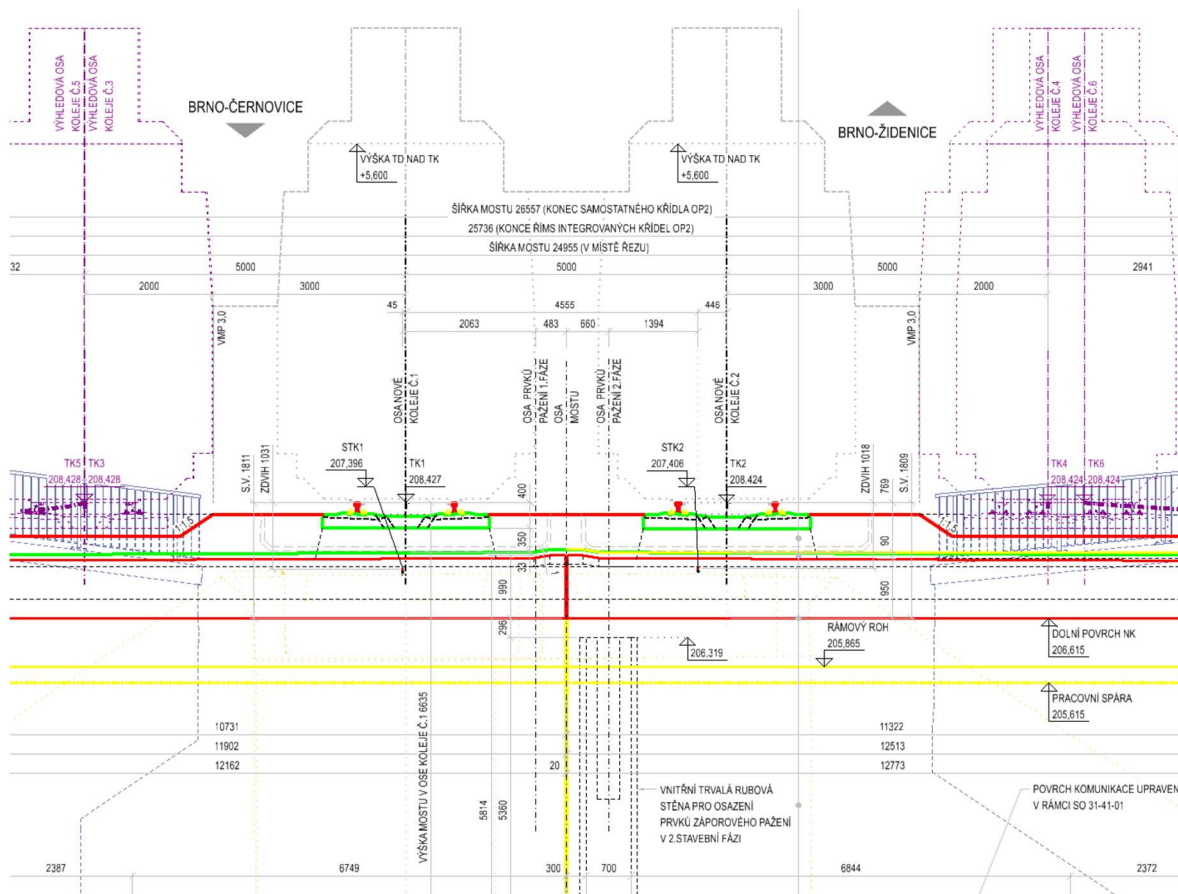 VÝHLEDOVÁ OSA
KOLEJE Č.5
VÝHLEDOVÁ OSA
KOLEJE Č.3
BRNO-ČERNOVICE
BRNO-ŽIDENICE
VÝHLEDOVÁ OSA
KOLEJE Č.4
VÝHLEDOVÁ OSA
KOLEJE Č.6
VÝŠKA TD NAD TK
+5,600
VÝŠKA TD NAD TK
+5,600
ŠÍŘKA MOSTU 26557 (KONEC SAMOSTATNÉHO KŘÍDLA OP2)
25736 (KONCE ŘÍMS INTEGROVANÝCH KŘÍDEL OP2)
ŠÍŘKA MOSTU 24955 (V MÍSTĚ ŘEZU)
32
5000
5000
5000
2941
2000
3000
3000
2000
45
4555
446
2063
483
660
1394
VMP 3,0
VMP 3,0
OSA NOVÉ
KOLEJE Č.1
OSA PRVKŮ
PAŽENÍ 1.FÁZE
OSA
MOSTU
OSA PRVKŮ
PAŽENÍ 2.FÁZE
OSA NOVÉ
KOLEJE Č.2
TK5
208,428
TK3
208,428
S.V. 1811
ZDVIH 1031
STK1
207,396
TK1
208,427
400
STK2
207,406
TK2
208,424
ZDVIH 1018
769
S.V. 1809
TK4
208,424
TK6
208,424
1:1,5
1:1,5
350
90
33
990
950
296
206,319
RÁMOVÝ ROH
205,865
DOLNÍ POVRCH NK
206,615
PRACOVNÍ SPÁRA
205,615
10731
11322
11902
12513
12162
20
12773
VÝŠKA MOSTU V OSE KOLEJE Č.1 6635
5814
5360
VNITŘNÍ TRVALÁ RUBOVÁ
STĚNA PRO OSAZENÍ
PRVKŮ ZÁPOROVÉHO PAŽENÍ
V 2.STAVEBNÍ FÁZI
POVRCH KOMUNIKACE UPRAVEN
V RÁMCI SO 31-41-01
2387
6749
300
700
6844
2372